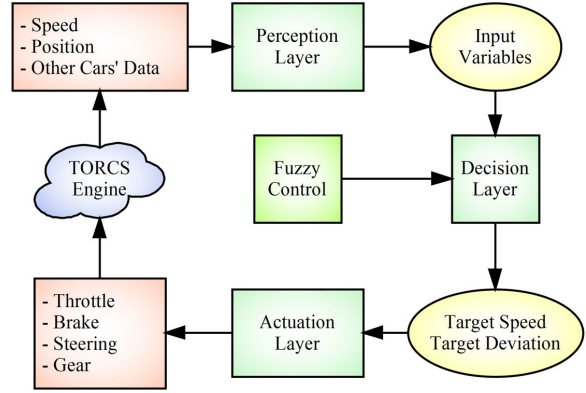 - Speed
- Position
- Other Cars' Data
Perception
Layer
Input
Variables
TORCS
Engine
Fuzzy
Control
Decision
Layer
- Throttle
- Brake
- Steering
- Gear
Actuation
Layer
Target Speed
Target Deviation